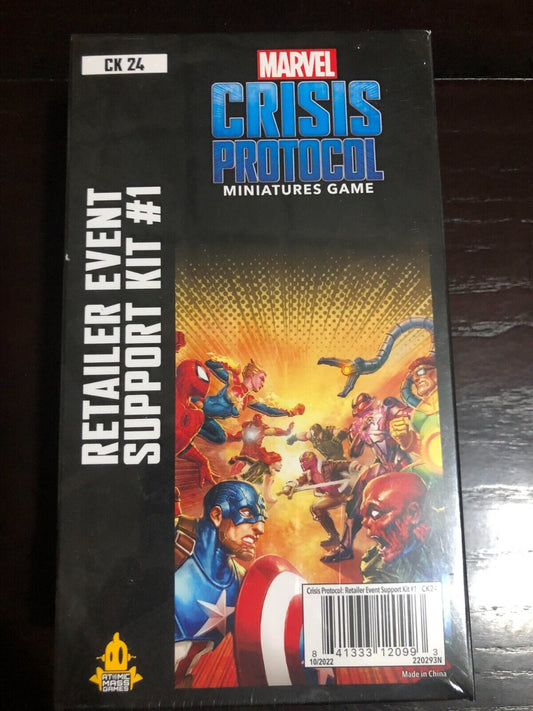 CK 24
MARVEL
CRISIS
PROTOCOL
MINIATURES GAME
RETAILER EVENT
SUPPORT KIT #1
Crisis Protocol: Retailer Event Support Kit #1 CK24
8 41333 12099 3
10/2022 220293N
Made in China
ATOMIC
MASS
GAMES